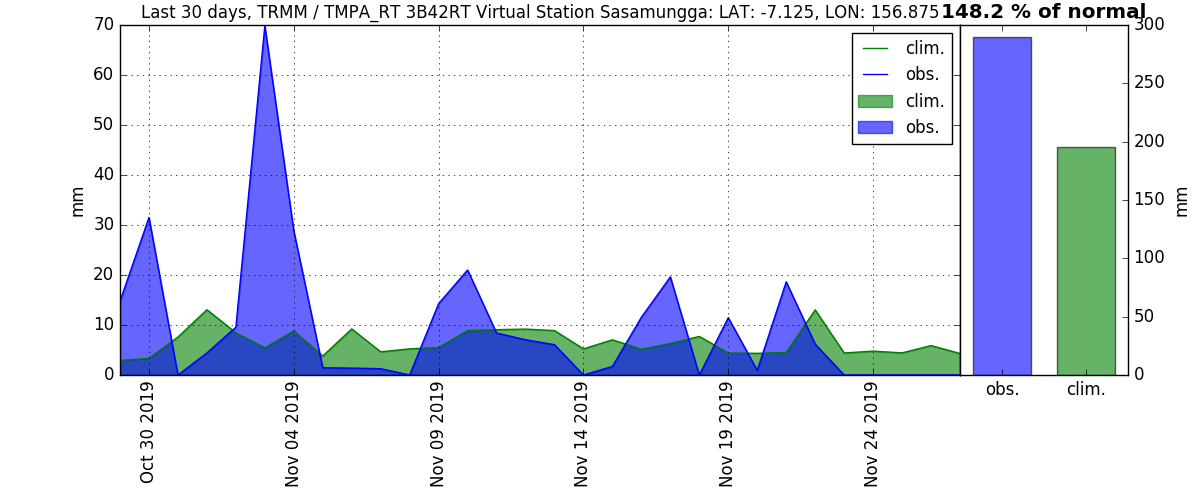 Last 30 days, TRMM / TMPA_RT 3B42RT Virtual Station Sasamungga: LAT: -7.125, LON: 156.875
148.2 % of normal
70
60
50
40
30
20
10
0
mm
clim.
obs.
clim.
obs.
Oct 30 2019
Nov 04 2019
Nov 09 2019
Nov 14 2019
Nov 19 2019
Nov 24 2019
300
250
200
150
100
50
0
mm
obs.
clim.